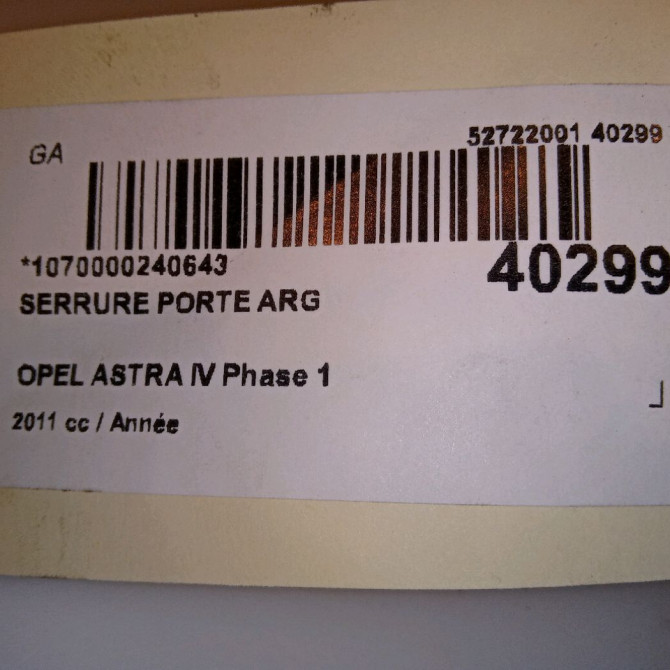 GA
52722001 40299
*1070000240643
40299
SERRURE PORTE ARG
OPEL ASTRA IV Phase 1
2011 cc / Année